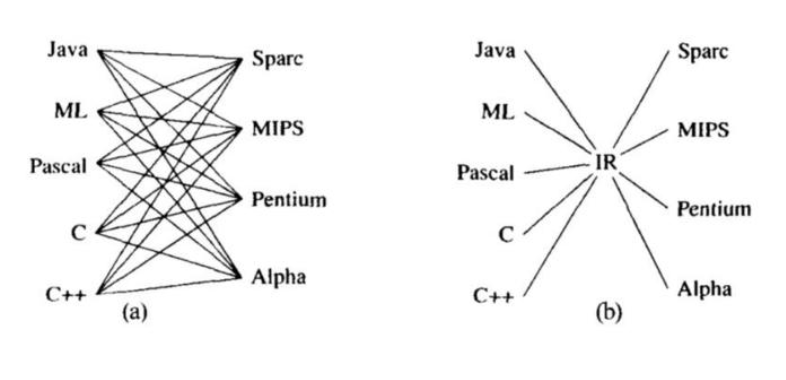 Java
Sparc
ML
MIPS
Pascal
Pentium
C
Alpha
C++
(a)
Java
Sparc
ML
MIPS
IR
Pascal
Pentium
C
Alpha
C++
(b)